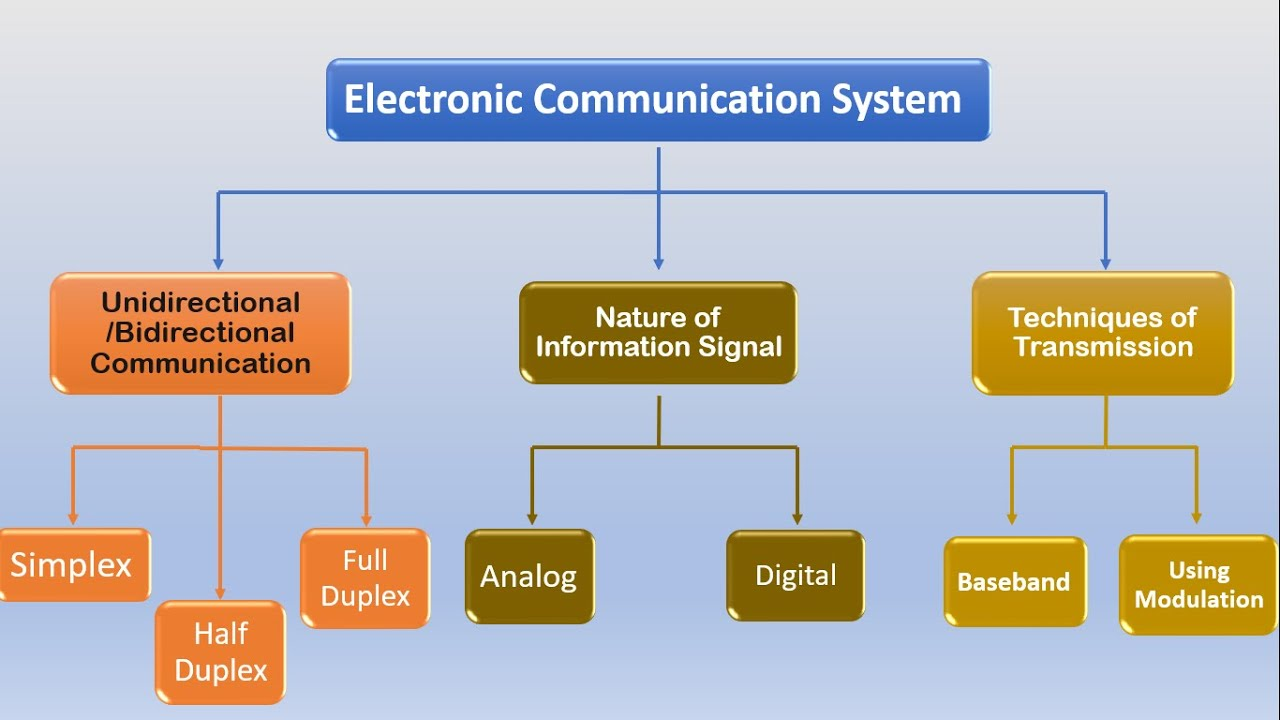 Electronic Communication System
Unidirectional
/Bidirectional
Communication
Nature of
Information Signal
Techniques of
Transmission
Simplex
Half
Duplex
Full
Duplex
Analog
Digital
Baseband
Using
Modulation